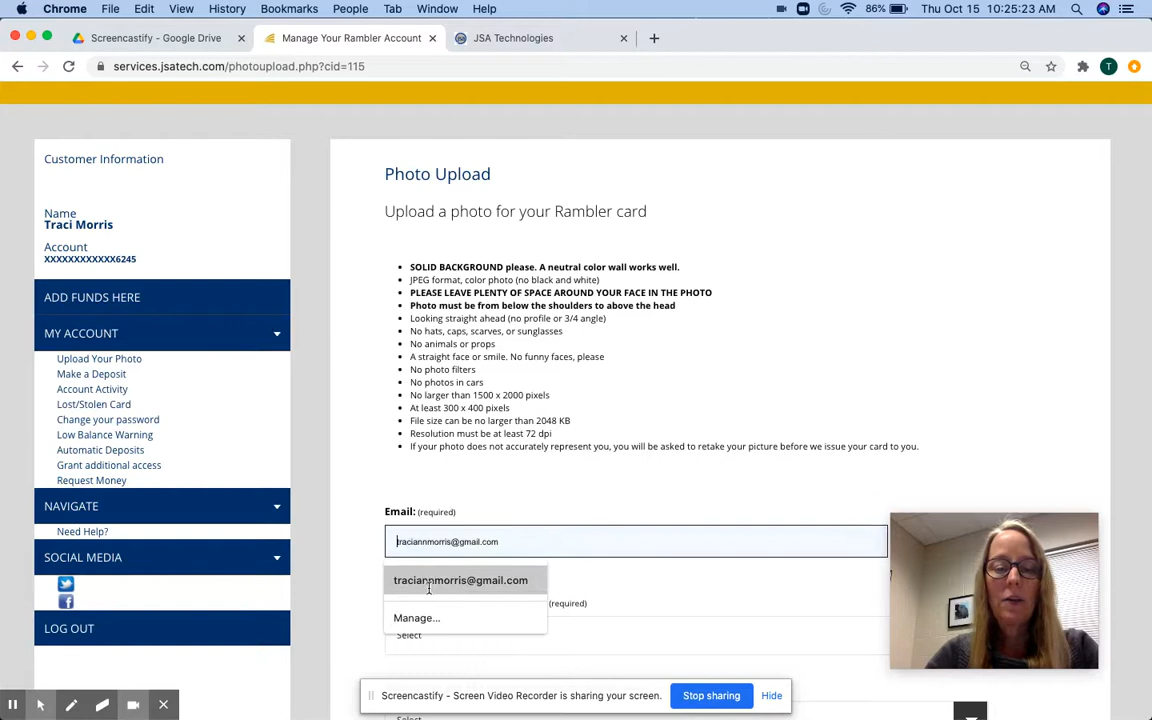 Chrome File Edit View History Bookmarks People Tab Window Help 86% Thu Oct 15 10:25:23 AM
Screencastify - Google Drive Manage Your Rambler Account JSA Technologies
services.jsatech.com/photoupload.php?cid=115 T
Customer Information
Name
Traci Morris
Account
XXXXXXXXXXXX6245
ADD FUNDS HERE
MY ACCOUNT
Upload Your Photo
Make a Deposit
Account Activity
Lost/Stolen Card
Change your password
Low Balance Warning
Automatic Deposits
Grant additional access
Request Money
NAVIGATE
Need Help?
SOCIAL MEDIA
LOG OUT
Photo Upload
Upload a photo for your Rambler card
SOLID BACKGROUND please. A neutral color wall works well.
JPEG format, color photo (no black and white)
PLEASE LEAVE PLENTY OF SPACE AROUND YOUR FACE IN THE PHOTO
Photo must be from below the shoulders to above the head
Looking straight ahead (no profile or 3/4 angle)
No hats, caps, scarves, or sunglasses
No animals or props
A straight face or smile. No funny faces, please
No photo filters
No photos in cars
No larger than 1500 x 2000 pixels
At least 300 x 400 pixels
File size can be no larger than 2048 KB
Resolution must be at least 72 dpi
If your photo does not accurately represent you, you will be asked to retake your picture before we issue your card to you.
Email: (required)
traciannmorris@gmail.com
traciannmorris@gmail.com
(required)
Manage...
Select
Screencastify - Screen Video Recorder is sharing your screen. Stop sharing Hide
Select